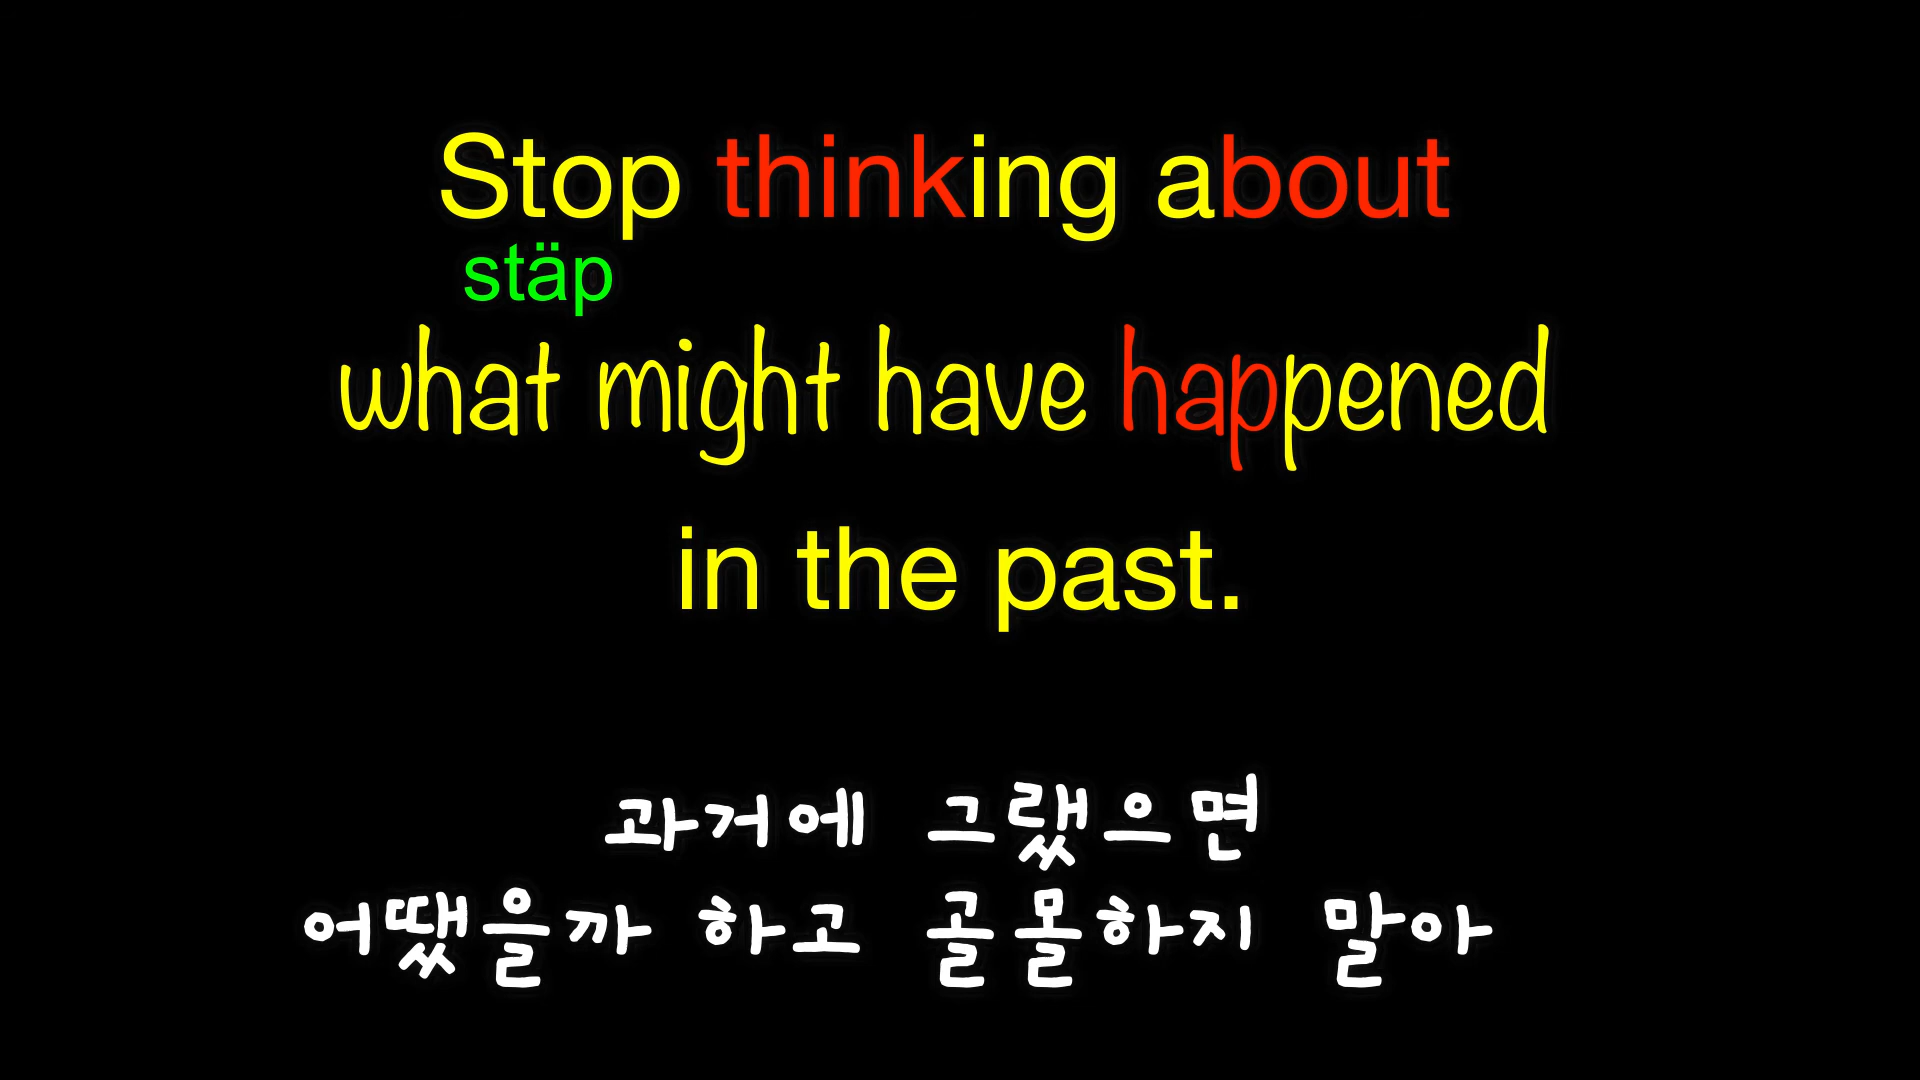 Stop thinking about
stäp
what might have happened
in the past.
과거에 그랬으면
어땠을까 하고 골몰하지 말아